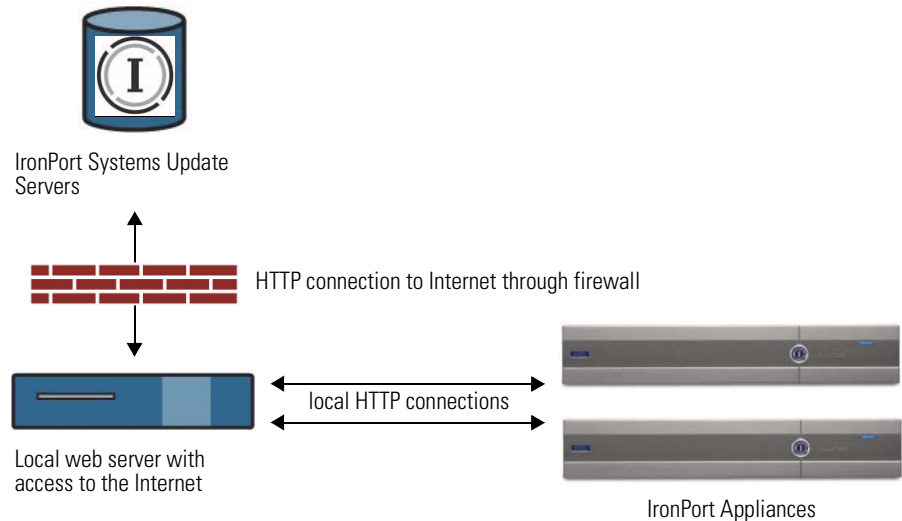 I
IronPort Systems Update
Servers
HTTP connection to Internet through firewall
local HTTP connections
Local web server with
access to the Internet
I
I
IronPort Appliances